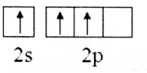 ↑ ↑ ↑
2s 2p